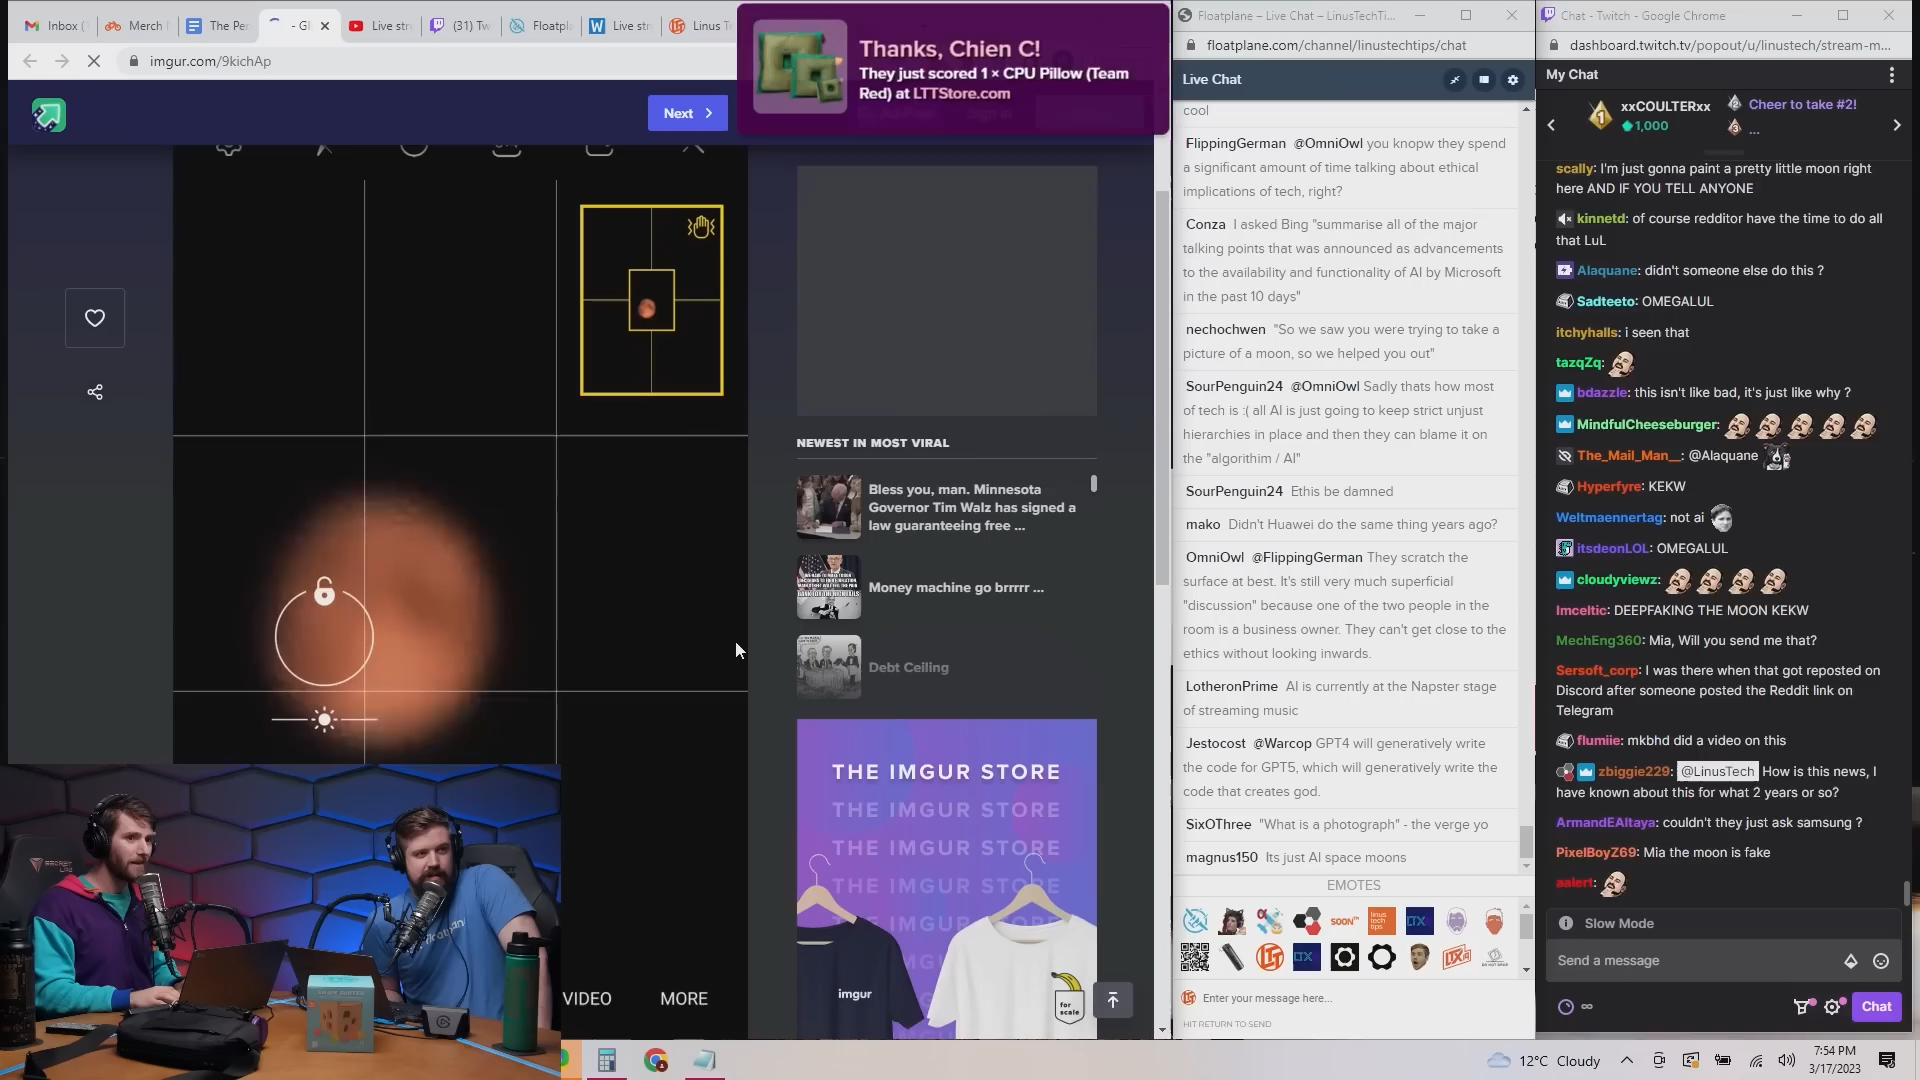 Inbox (
Merch
The Pe
- Gl
Live str
(31) Tw
Floatpl
Live str
Linus T
imgur.com/9kichAp
Next
Thanks, Chien C!
They just scored 1 × CPU Pillow (Team
Red) at LTTStore.com
NEWEST IN MOST VIRAL
Bless you, man. Minnesota
Governor Tim Walz has signed a
law guaranteeing free ...
Money machine go brrrrr ...
Debt Ceiling
THE IMGUR STORE
THE IMGUR STORE
THE IMGUR STORE
THE IMGUR STORE
imgur
for
scale
VIDEO
MORE
Floatplane – Live Chat – LinusTechTi...
floatplane.com/channel/linustechtips/chat
Live Chat
cool
FlippingGerman @OmniOwl you knopw they spend
a significant amount of time talking about ethical
implications of tech, right?
Conza I asked Bing "summarise all of the major
talking points that was announced as advancements
to the availability and functionality of AI by Microsoft
in the past 10 days"
nechochwen "So we saw you were trying to take a
picture of a moon, so we helped you out"
SourPenguin24 @OmniOwl Sadly thats how most
of tech is :( all AI is just going to keep strict unjust
hierarchies in place and then they can blame it on
the "algorithim / AI"
SourPenguin24 Ethis be damned
mako Didn't Huawei do the same thing years ago?
OmniOwl @FlippingGerman They scratch the
surface at best. It's still very much superficial
"discussion" because one of the two people in the
room is a business owner. They can't get close to the
ethics without looking inwards.
LotheronPrime AI is currently at the Napster stage
of streaming music
Jestocost @Warcop GPT4 will generatively write
the code for GPT5, which will generatively write the
code that creates god.
SixOThree "What is a photograph" - the verge yo
magnus150 Its just AI space moons
EMOTES
SOON™
linus
tech
tips
LTX
Enter your message here...
HIT RETURN TO SEND
Chat - Twitch - Google Chrome
dashboard.twitch.tv/popout/u/linustech/stream-m...
My Chat
1
xxCOULTERxx
1,000
2
Cheer to take #2!
3
...
scally: I'm just gonna paint a pretty little moon right
here AND IF YOU TELL ANYONE
kinnetd: of course redditor have the time to do all
that LuL
Alaquane: didn't someone else do this ?
Sadteeto: OMEGALUL
itchyhalls: i seen that
tazqZq:
bdazzle: this isn't like bad, it's just like why ?
MindfulCheeseburger:
The_Mail_Man__: @Alaquane
Hyperfyre: KEKW
Weltmaennertag: not ai
itsdeonLOL: OMEGALUL
cloudyviewz:
Imceltic: DEEPFAKING THE MOON KEKW
MechEng360: Mia, Will you send me that?
Sersoft_corp: I was there when that got reposted on
Discord after someone posted the Reddit link on
Telegram
flumiie: mkbhd did a video on this
zbiggie229: @LinusTech How is this news, I
have known about this for what 2 years or so?
ArmandEAltaya: couldn't they just ask samsung ?
PixelBoyZ69: Mia the moon is fake
aalert:
Slow Mode
Send a message
∞
Chat
12°C Cloudy
7:54 PM
3/17/2023